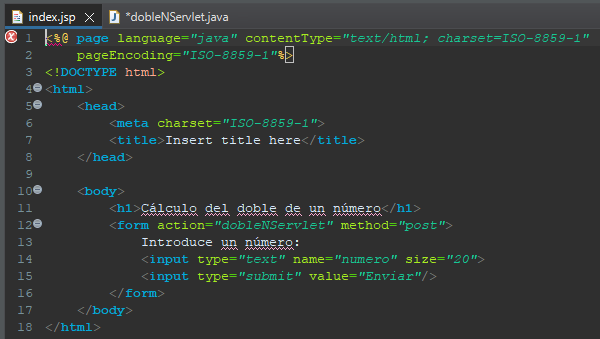 index.jsp *dobleNServlet.java
1 <%@ page language="java" contentType="text/html; charset=ISO-8859-1"
2 pageEncoding="ISO-8859-1"%>
3 <!DOCTYPE html>
4 <html>
5 <head>
6 <meta charset="ISO-8859-1">
7 <title>Insert title here</title>
8 </head>
9
10 <body>
11 <h1>Cálculo del doble de un número</h1>
12 <form action="dobleNServlet" method="post">
13 Introduce un número:
14 <input type="text" name="numero" size="20">
15 <input type="submit" value="Enviar"/>
16 </form>
17 </body>
18 </html>